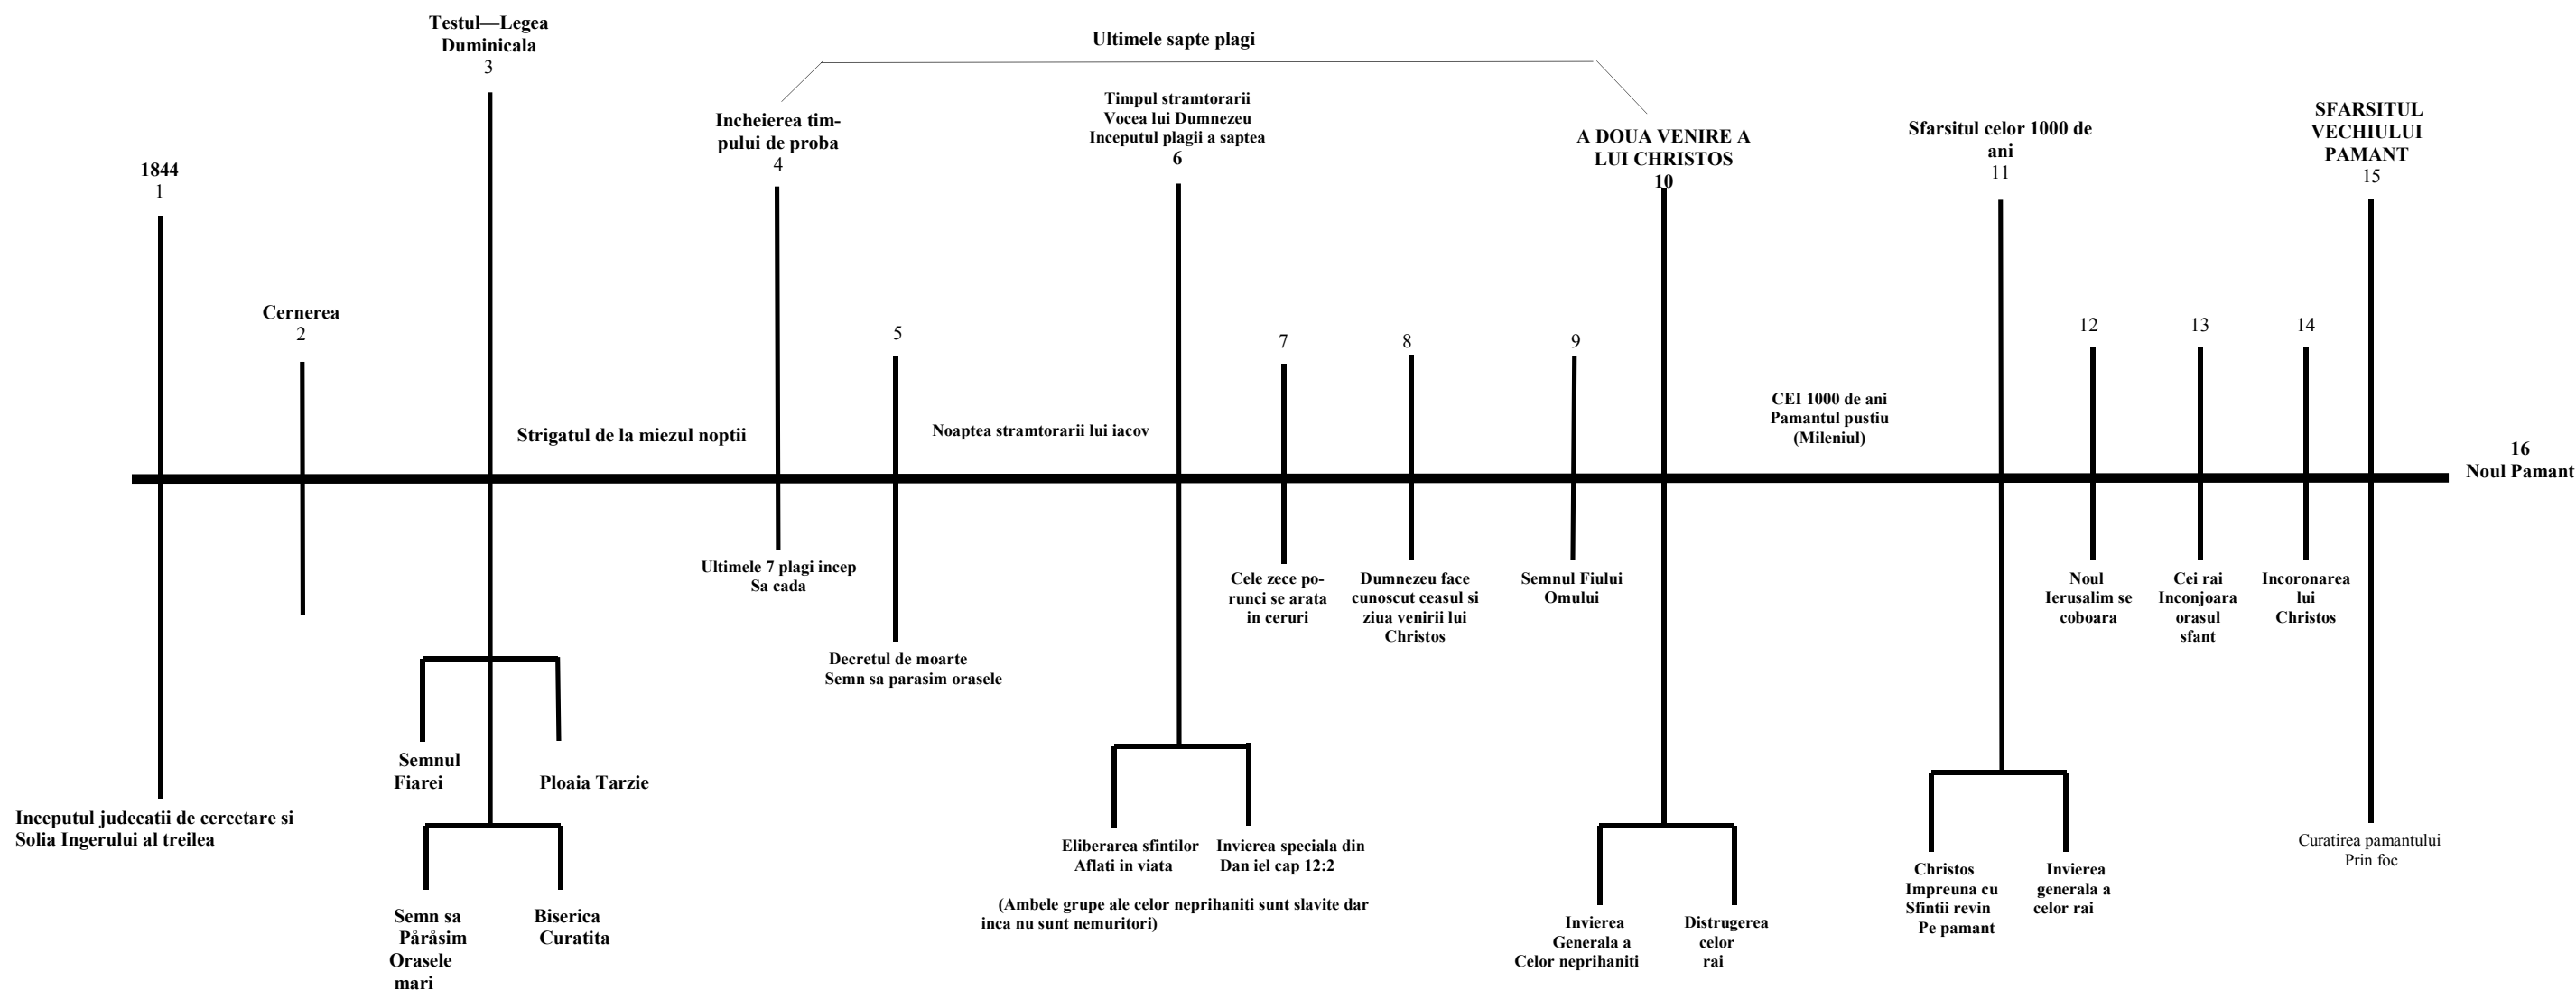 Testul—Legea
Duminicala
3
Ultimele sapte plagi
1844
1
Cernerea
2
Incheierea tim-
pului de proba
4
5
Timpul stramtorarii
Vocea lui Dumnezeu
Inceputul plagii a saptea
6
7
8
9
A DOUA VENIRE A
LUI CHRISTOS
10
Sfarsitul celor 1000 de
ani
11
12
13
14
SFARSITUL
VECHIULUI
PAMANT
15
Strigatul de la miezul noptii
Noaptea stramtorarii lui iacov
CEI 1000 de ani
Pamantul pustiu
(Mileniul)
16
Noul Pamant
Inceputul judecatii de cercetare si
Solia Ingerului al treilea
Semnul
Fiarei
Ploaia Tarzie
Semn sa
Påråsim
Orasele
mari
Biserica
Curatita
Ultimele 7 plagi incep
Sa cada
Decretul de moarte
Semn sa parasim orasele
Eliberarea sfintilor
Aflati in viata
Invierea speciala din
Dan iel cap 12:2
(Ambele grupe ale celor neprihaniti sunt slavite dar
inca nu sunt nemuritori)
Cele zece po-
runci se arata
in ceruri
Dumnezeu face
cunoscut ceasul si
ziua venirii lui
Christos
Semnul Fiului
Omului
Invierea
Generala a
Celor neprihaniti
Distrugerea
celor
rai
Christos
Impreuna cu
Sfintii revin
Pe pamant
Invierea
generala a
celor rai
Noul
Ierusalim se
coboara
Cei rai
Inconjoara
orasul
sfant
Incoronarea
lui
Christos
Curatirea pamantului
Prin foc